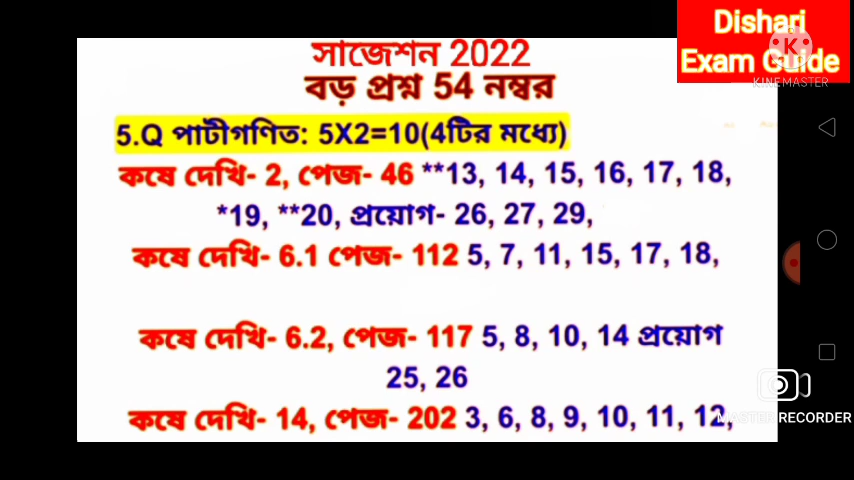 Dishari
Exam Guide
K
KINEMASTER
সাজেশন 2022
বড় প্রশ্ন 54 নম্বর
5.Q পাটীগণিত: 5X2=10(4টির মধ্যে)
কষে দেখি- 2, পেজ- 46 **13, 14, 15, 16, 17, 18,
*19, **20, প্রয়োগ- 26, 27, 29,
কষে দেখি- 6.1 পেজ- 112 5, 7, 11, 15, 17, 18,
কষে দেখি- 6.2, পেজ- 117 5, 8, 10, 14 প্রয়োগ
25, 26
কষে দেখি- 14, পেজ- 202 3, 6, 8, 9, 10, 11, 12,
MASTER RECORDER